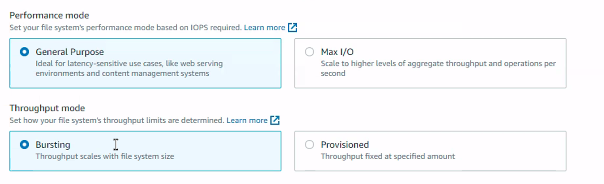 Performance mode
Set your file system's performance mode based on IOPS required. Learn more
General Purpose
Ideal for latency-sensitive use cases, like web serving
environments and content management systems
Max I/O
Scale to higher levels of aggregate throughput and operations per
second
Throughput mode
Set how your file system's throughput limits are determined. Learn more
Bursting
Throughput scales with file system size
Provisioned
Throughput fixed at specified amount